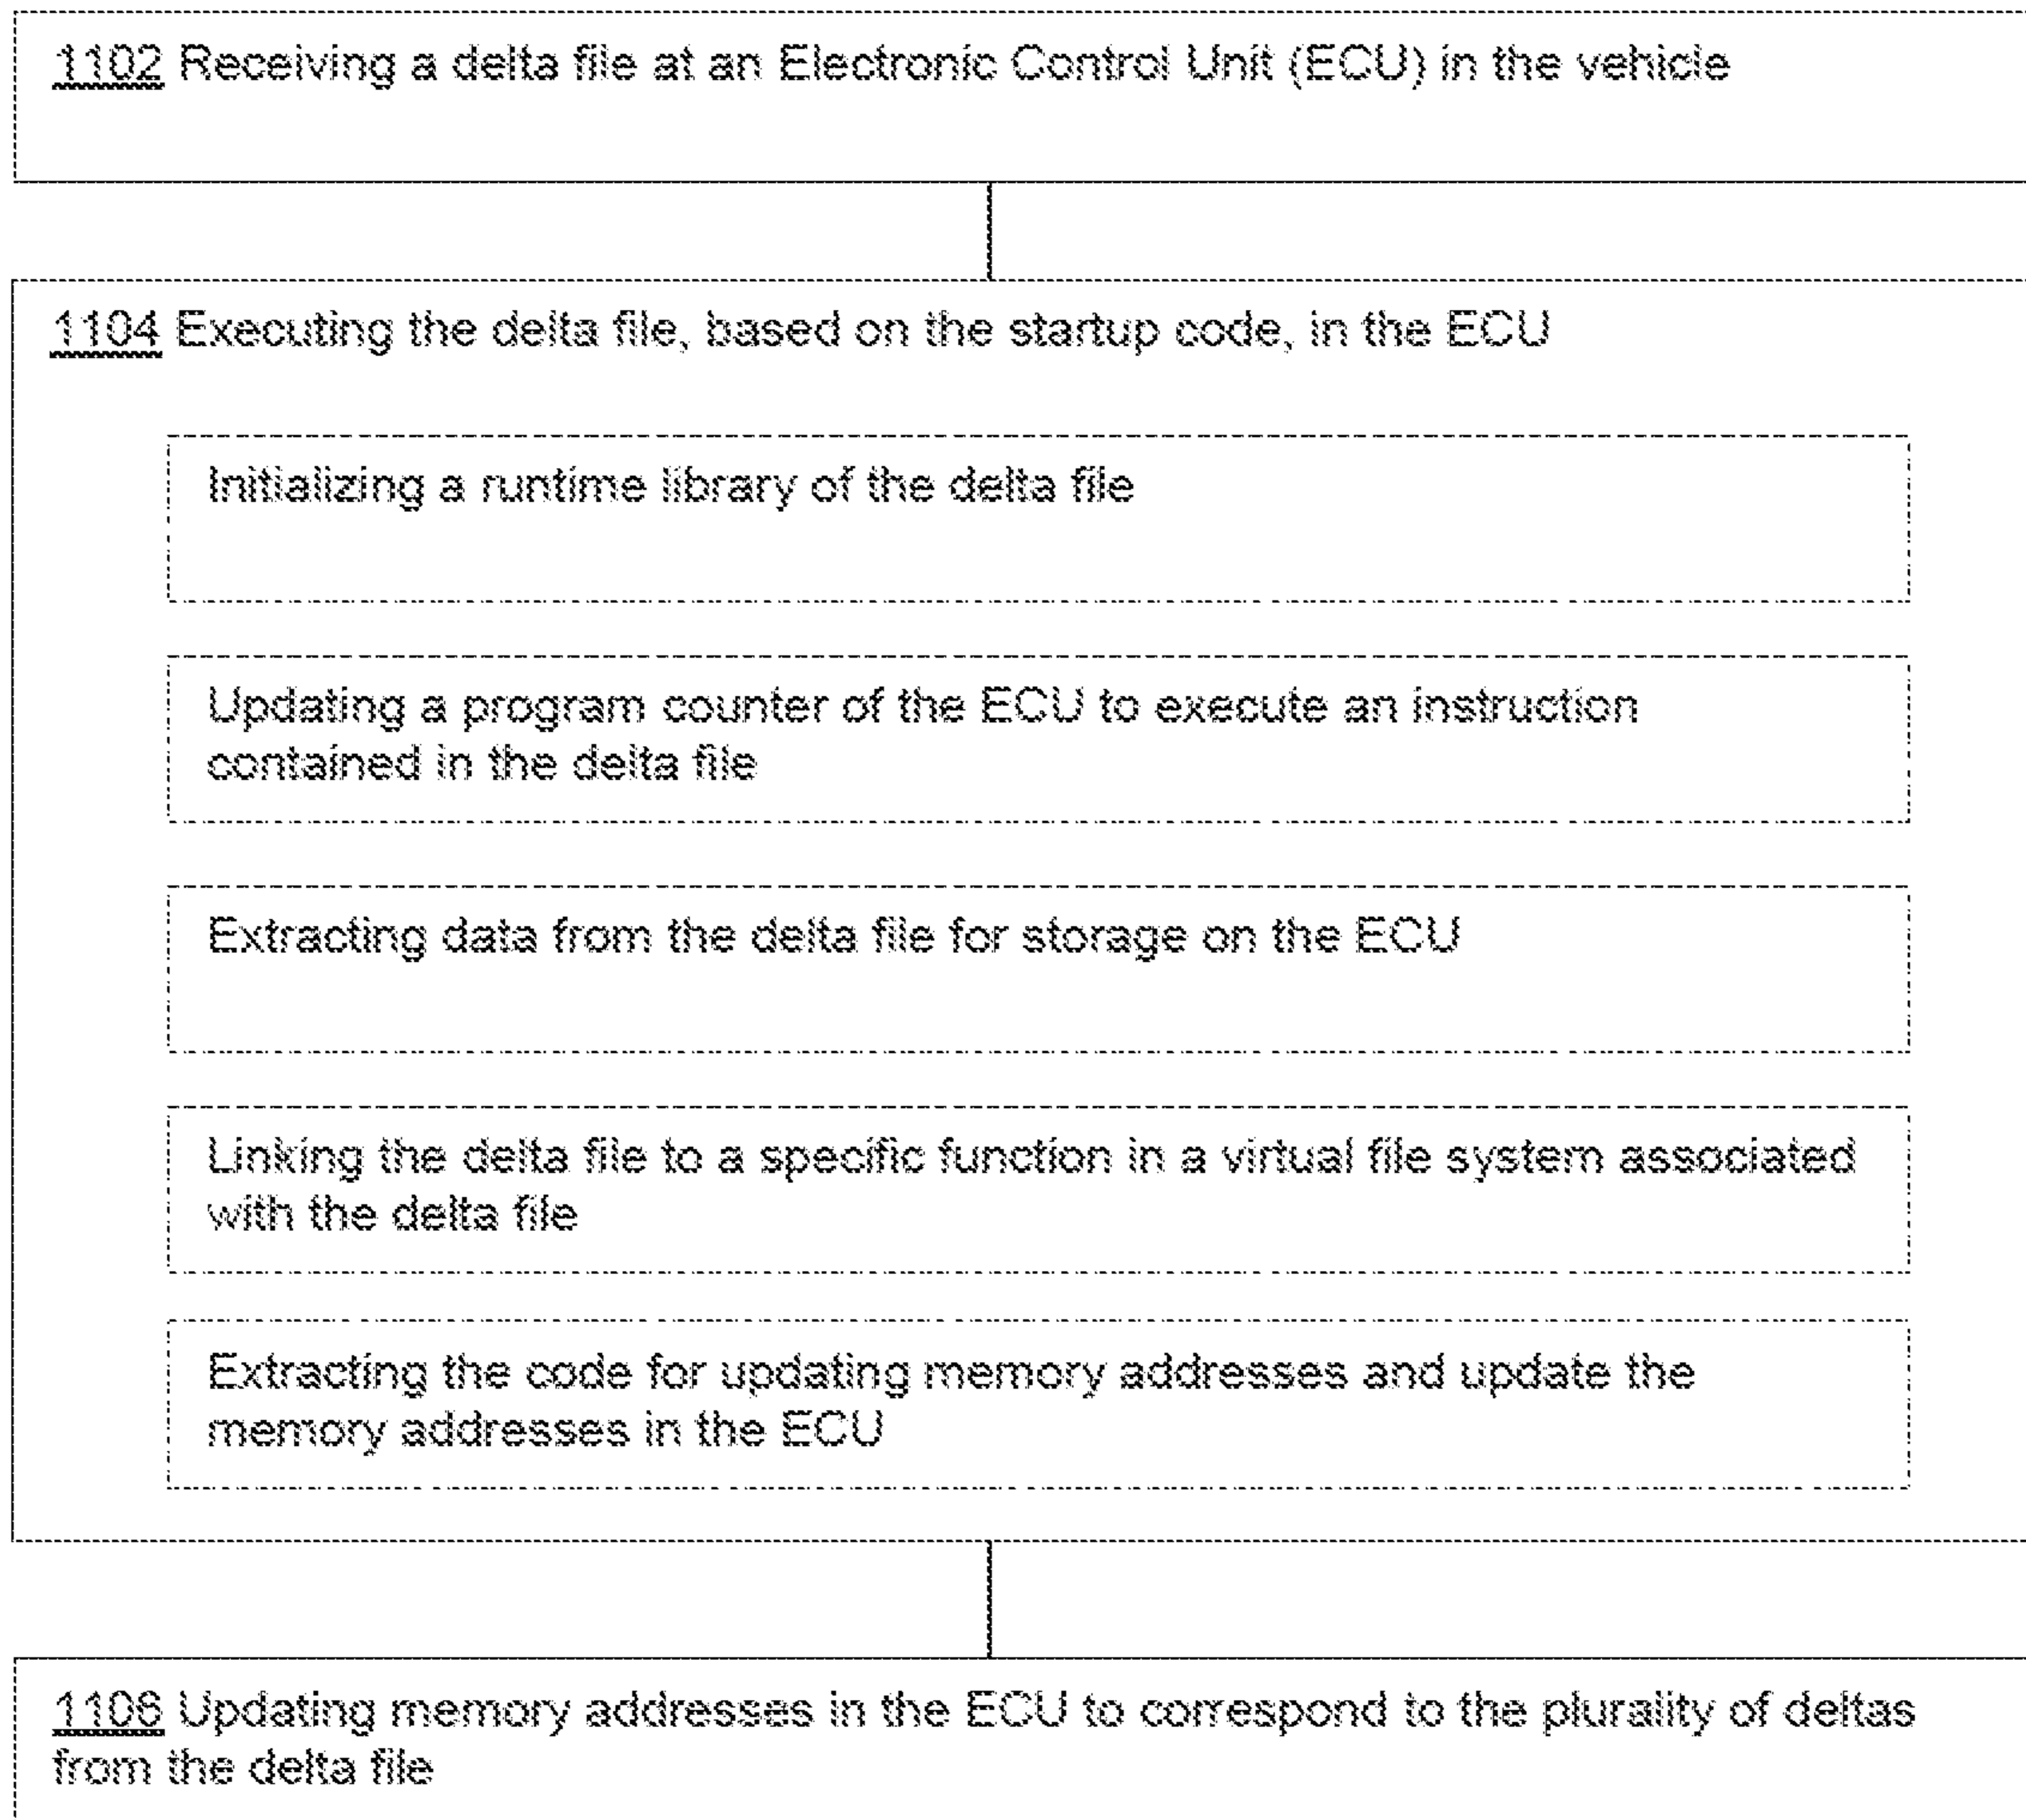 1102 Receiving a delta file at an Electronic Control Unit (ECU) in the vehicle
1104 Executing the delta file, based on the startup code, in the ECU
Initializing a runtime library of the delta file
Updating a program counter of the ECU to execute an instruction
contained in the delta file
Extracting data from the delta file for storage on the ECU
Linking the delta file to a specific function in a virtual file system associated
with the delta file
Extracting the code for updating memory addresses and update the
memory addresses in the ECU
1106 Updating memory addresses in the ECU to correspond to the plurality of deltas
from the delta file